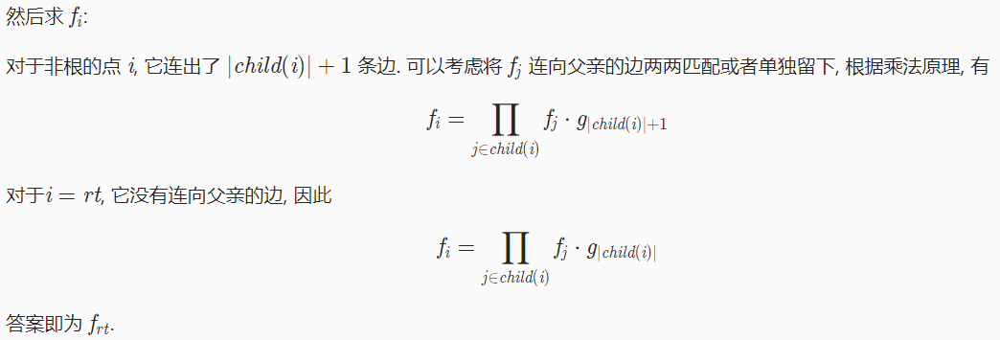 然后求 $f_i$:
对于非根的点 $i$, 它连出了 $|child(i)| + 1$ 条边. 可以考虑将 $f_j$ 连向父亲的边两两匹配或者单独留下, 根据乘法原理, 有
$f_i = \prod_{j \in child(i)} f_j \cdot g_{|child(i)|+1}$
对于$i = rt$, 它没有连向父亲的边, 因此
$f_i = \prod_{j \in child(i)} f_j \cdot g_{|child(i)|}$
答案即为 $f_{rt}$.